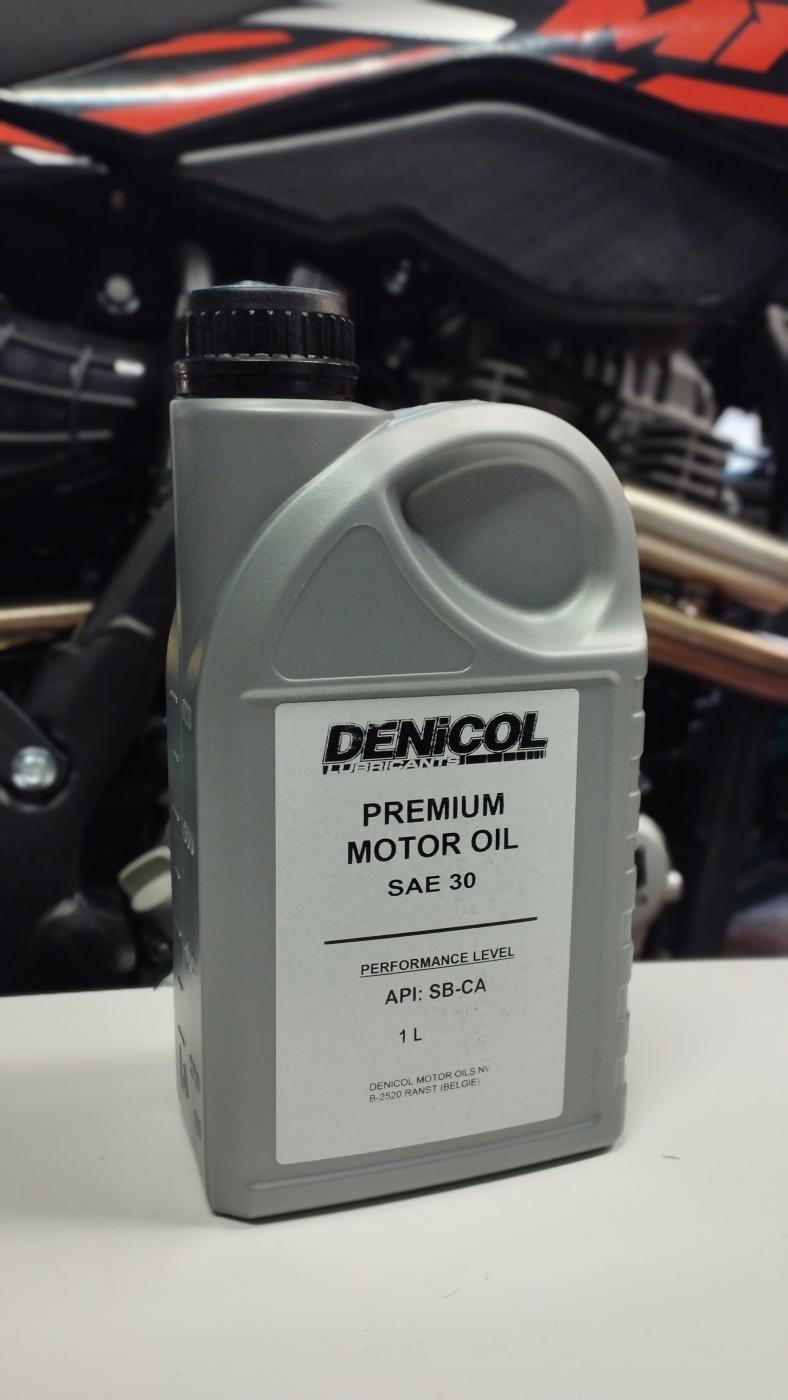 DENiCOL
LUBRICANTS
PREMIUM
MOTOR OIL
SAE 30
PERFORMANCE LEVEL
API: SB-CA
1 L
DENICOL MOTOR OILS NV
B-2520 RANST (BELGIE)